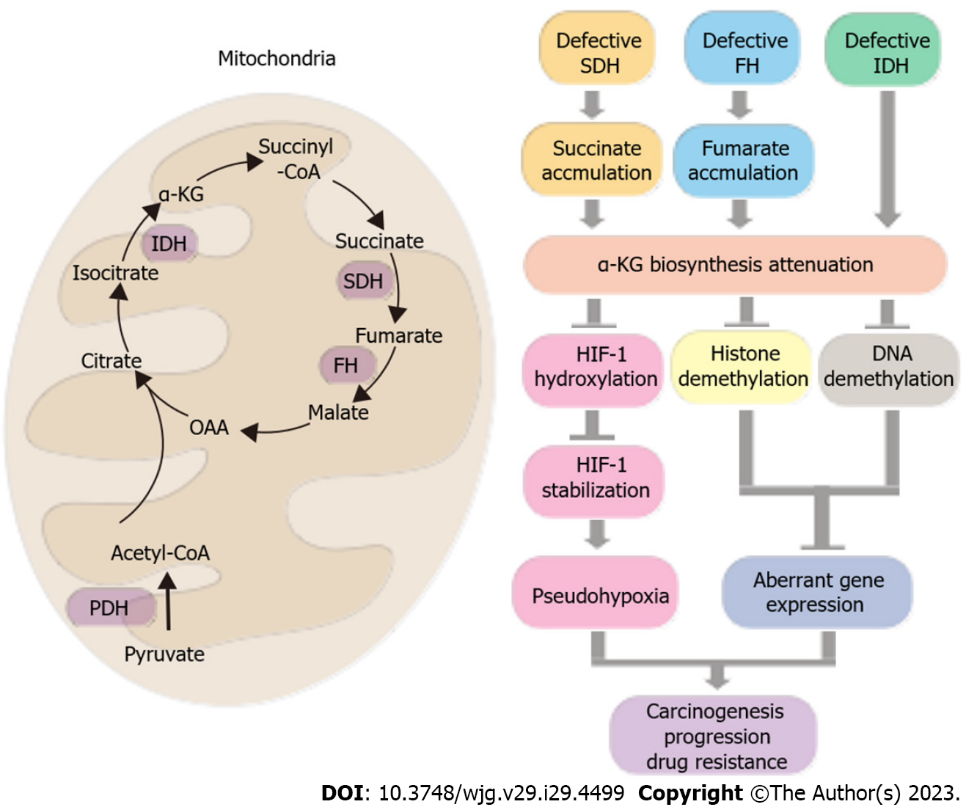 Mitochondria
Succinyl
-CoA
α-KG
IDH
Succinate
Isocitrate
SDH
Fumarate
Citrate
FH
Malate
OAA
Acetyl-CoA
PDH
Pyruvate
Defective
SDH
Defective
FH
Defective
IDH
Succinate
accmulation
Fumarate
accmulation
α-KG biosynthesis attenuation
HIF-1
hydroxylation
Histone
demethylation
DNA
demethylation
HIF-1
stabilization
Pseudohypoxia
Aberrant gene
expression
Carcinogenesis
progression
drug resistance
DOI: 10.3748/wjg.v29.i29.4499 Copyright ©The Author(s) 2023.